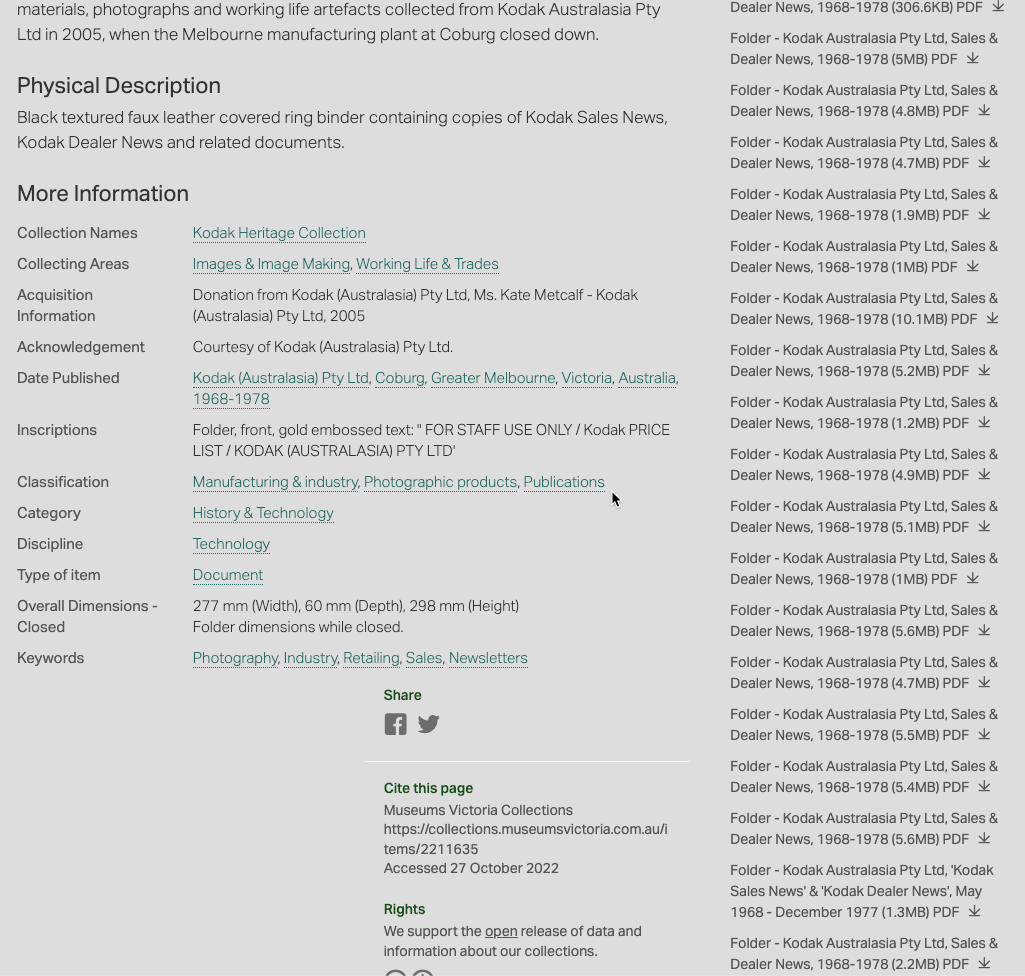 materials, photographs and working life artefacts collected from Kodak Australasia Pty
Ltd in 2005, when the Melbourne manufacturing plant at Coburg closed down.
Physical Description
Black textured faux leather covered ring binder containing copies of Kodak Sales News,
Kodak Dealer News and related documents.
More Information
Collection Names Kodak Heritage Collection
Collecting Areas Images & Image Making, Working Life & Trades
Acquisition Donation from Kodak (Australasia) Pty Ltd, Ms. Kate Metcalf - Kodak
Information (Australasia) Pty Ltd, 2005
Acknowledgement Courtesy of Kodak (Australasia) Pty Ltd.
Date Published Kodak (Australasia) Pty Ltd, Coburg, Greater Melbourne, Victoria, Australia,
1968-1978
Inscriptions Folder, front, gold embossed text: " FOR STAFF USE ONLY / Kodak PRICE
LIST / KODAK (AUSTRALASIA) PTY LTD'
Classification Manufacturing & industry, Photographic products, Publications
Category History & Technology
Discipline Technology
Type of item Document
Overall Dimensions - 277 mm (Width), 60 mm (Depth), 298 mm (Height)
Closed Folder dimensions while closed.
Keywords Photography, Industry, Retailing, Sales, Newsletters
Share
Cite this page
Museums Victoria Collections
https://collections.museumsvictoria.com.au/i
tems/2211635
Accessed 27 October 2022
Rights
We support the open release of data and
information about our collections.
Dealer News, 1968-1978 (306.6KB) PDF
Folder - Kodak Australasia Pty Ltd, Sales &
Dealer News, 1968-1978 (5MB) PDF
Folder - Kodak Australasia Pty Ltd, Sales &
Dealer News, 1968-1978 (4.8MB) PDF
Folder - Kodak Australasia Pty Ltd, Sales &
Dealer News, 1968-1978 (4.7MB) PDF
Folder - Kodak Australasia Pty Ltd, Sales &
Dealer News, 1968-1978 (1.9MB) PDF
Folder - Kodak Australasia Pty Ltd, Sales &
Dealer News, 1968-1978 (1MB) PDF
Folder - Kodak Australasia Pty Ltd, Sales &
Dealer News, 1968-1978 (10.1MB) PDF
Folder - Kodak Australasia Pty Ltd, Sales &
Dealer News, 1968-1978 (5.2MB) PDF
Folder - Kodak Australasia Pty Ltd, Sales &
Dealer News, 1968-1978 (1.2MB) PDF
Folder - Kodak Australasia Pty Ltd, Sales &
Dealer News, 1968-1978 (4.9MB) PDF
Folder - Kodak Australasia Pty Ltd, Sales &
Dealer News, 1968-1978 (5.1MB) PDF
Folder - Kodak Australasia Pty Ltd, Sales &
Dealer News, 1968-1978 (1MB) PDF
Folder - Kodak Australasia Pty Ltd, Sales &
Dealer News, 1968-1978 (5.6MB) PDF
Folder - Kodak Australasia Pty Ltd, Sales &
Dealer News, 1968-1978 (4.7MB) PDF
Folder - Kodak Australasia Pty Ltd, Sales &
Dealer News, 1968-1978 (5.5MB) PDF
Folder - Kodak Australasia Pty Ltd, Sales &
Dealer News, 1968-1978 (5.4MB) PDF
Folder - Kodak Australasia Pty Ltd, Sales &
Dealer News, 1968-1978 (5.6MB) PDF
Folder - Kodak Australasia Pty Ltd, 'Kodak
Sales News' & 'Kodak Dealer News', May
1968 - December 1977 (1.3MB) PDF
Folder - Kodak Australasia Pty Ltd, Sales &
Dealer News, 1968-1978 (2.2MB) PDF